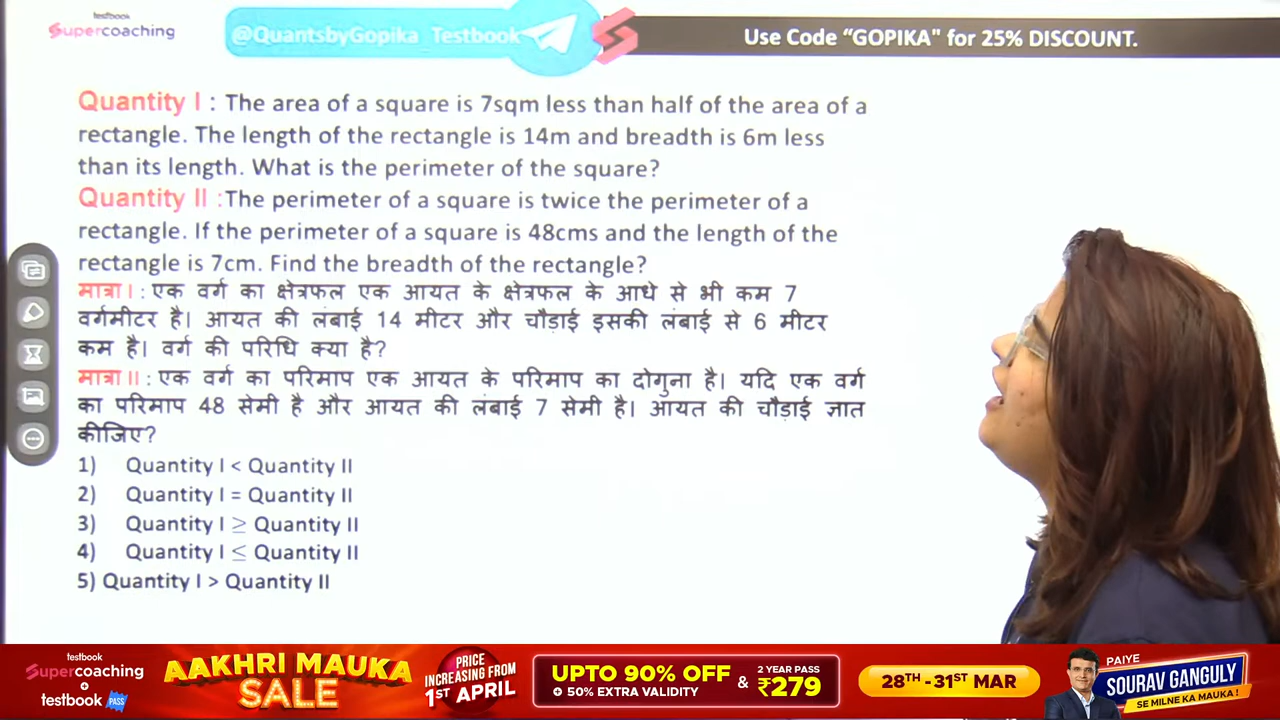 testbook
Supercoaching
@QuantsbyGopika Testbook
Use Code “GOPIKA" for 25% DISCOUNT.
Quantity I : The area of a square is 7sqm less than half of the area of a
rectangle. The length of the rectangle is 14m and breadth is 6m less
than its length. What is the perimeter of the square?
Quantity II :The perimeter of a square is twice the perimeter of a
rectangle. If the perimeter of a square is 48cms and the length of the
rectangle is 7cm. Find the breadth of the rectangle?
मात्रा I : एक वर्ग का क्षेत्रफल एक आयत के क्षेत्रफल के आधे से भी कम 7
वर्गमीटर है। आयत की लंबाई 14 मीटर और चौड़ाई इसकी लंबाई से 6 मीटर
कम है। वर्ग की परिधि क्या है?
मात्रा II : एक वर्ग का परिमाप एक आयत के परिमाप का दोगुना है। यदि एक वर्ग
का परिमाप 48 सेमी है और आयत की लंबाई 7 सेमी है। आयत की चौड़ाई ज्ञात
कीजिए?
1) Quantity I < Quantity II
2) Quantity I = Quantity II
3) Quantity I ≥ Quantity II
4) Quantity I ≤ Quantity II
5) Quantity I > Quantity II
testbook
Supercoaching
+
testbook PASS
AAKHRI MAUKA
SALE
PRICE
INCREASING FROM
1ST APRIL
UPTO 90% OFF
+ 50% EXTRA VALIDITY
&
2 YEAR PASS
₹279
28TH - 31ST MAR
PAIYE
SOURAV GANGULY
SE MILNE KA MAUKA !